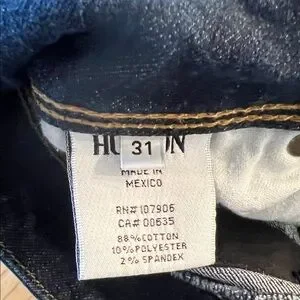 31
MADE IN
MEXICO
RN# 107906
CA# 00635
88% COTTON
10% POLYESTER
2% SPANDEX